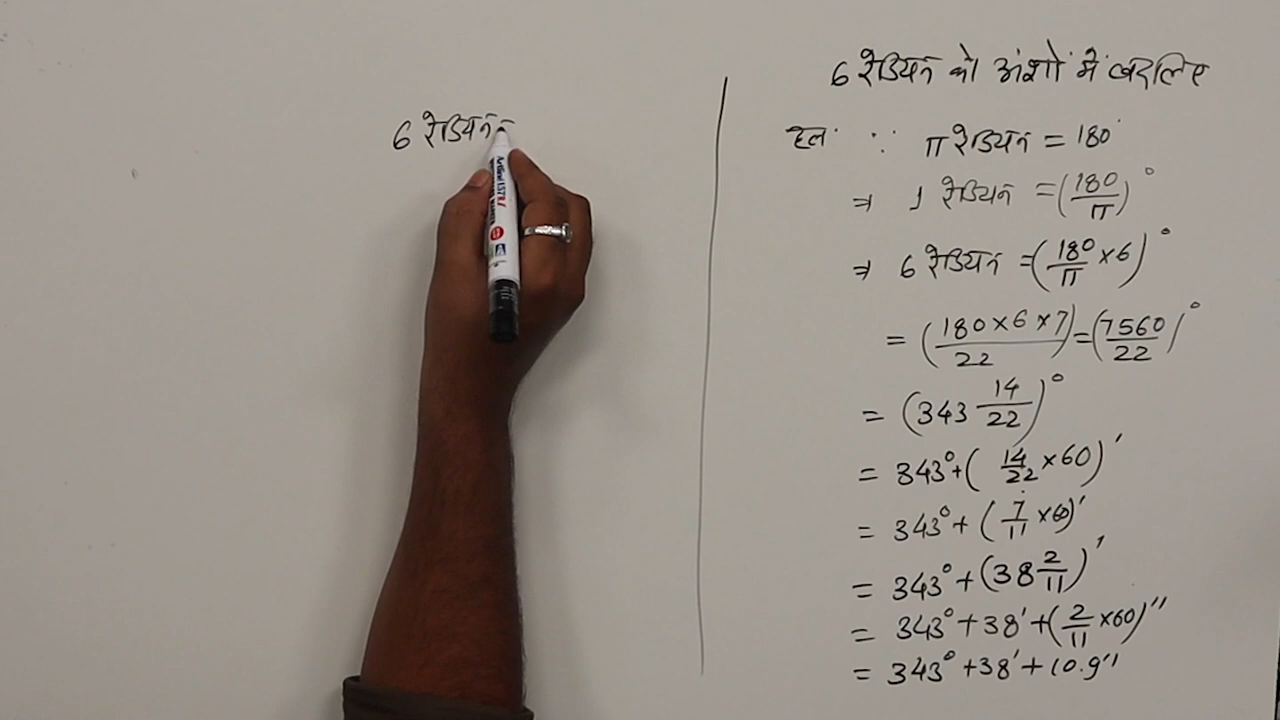 6 रेडियन =
6 रेडियन को अंशों में बदलिए
हल ∵ π रेडियन = 180°
⇒ 1 रेडियन = (180/π)°
⇒ 6 रेडियन = (180/π × 6)°
= (180 × 6 × 7/22) = (7560/22)°
= (343 14/22)°
= 343° + (14/22 × 60)′
= 343° + (7/11 × 60)′
= 343° + (38 2/11)′
= 343° + 38′ + (2/11 × 60)″
= 343° + 38′ + 10.9″
Artline 157R